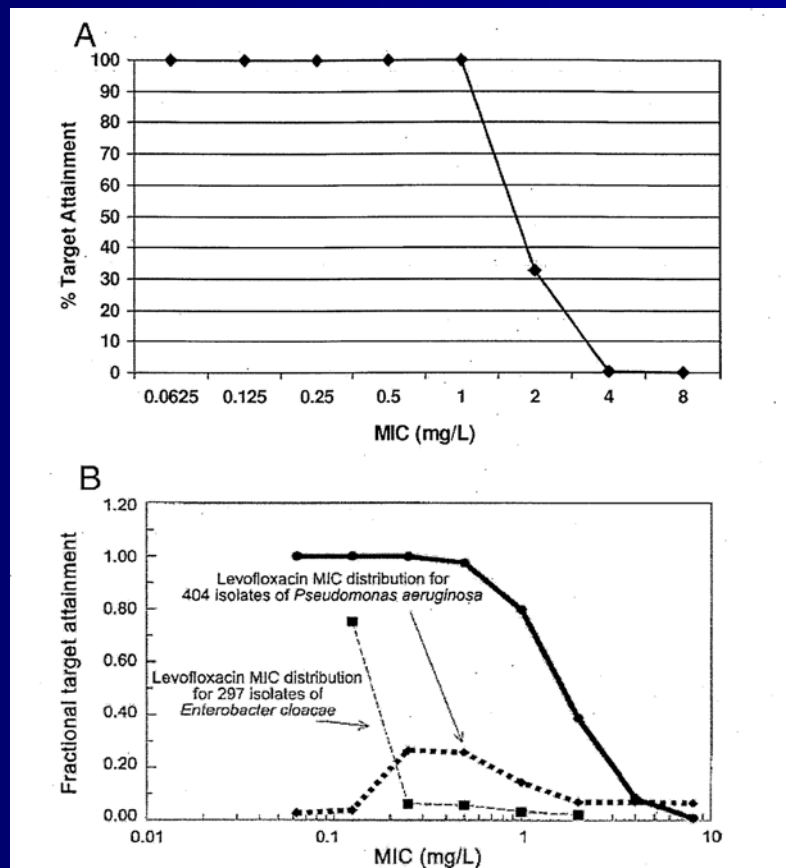 A
100
90
80
70
60
50
40
30
20
10
0
% Target Attainment
0.0625 0.125 0.25 0.5 1 2 4 8
MIC (mg/L)
B
1.20
1.00
0.80
0.60
0.40
0.20
0.00
Fractional target attainment
Levofloxacin MIC distribution for
404 isolates of Pseudomonas aeruginosa
Levofloxacin MIC distribution
for 297 isolates of
Enterobacter cloacae
0.01 0.1 1 10
MIC (mg/L)